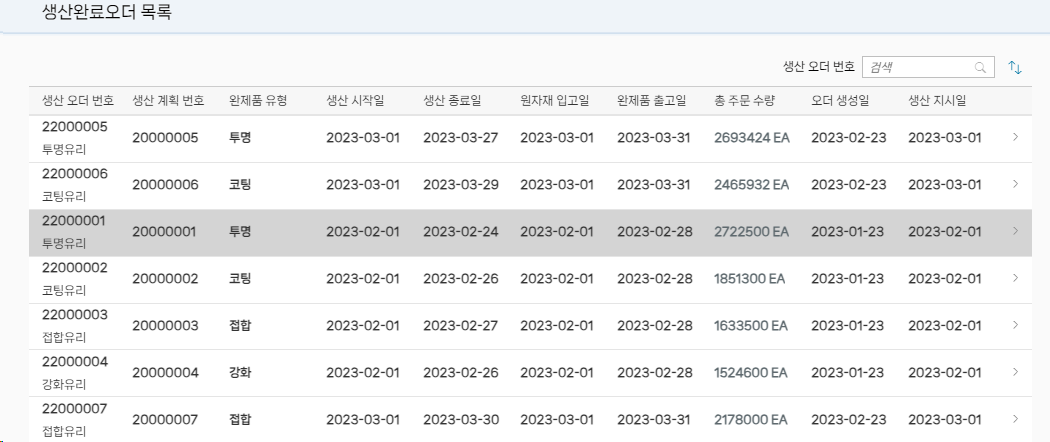 생산완료오더 목록
생산 오더 번호 검색
생산 오더 번호 생산 계획 번호 완제품 유형 생산 시작일 생산 종료일 원자재 입고일 완제품 출고일 총 주문 수량 오더 생성일 생산 지시일
22000005
투명유리
20000005 투명 2023-03-01 2023-03-27 2023-03-01 2023-03-31 2693424 EA 2023-02-23 2023-03-01
22000006
코팅유리
20000006 코팅 2023-03-01 2023-03-29 2023-03-01 2023-03-31 2465932 EA 2023-02-23 2023-03-01
22000001
투명유리
20000001 투명 2023-02-01 2023-02-24 2023-02-01 2023-02-28 2722500 EA 2023-01-23 2023-02-01
22000002
코팅유리
20000002 코팅 2023-02-01 2023-02-26 2023-02-01 2023-02-28 1851300 EA 2023-01-23 2023-02-01
22000003
접합유리
20000003 접합 2023-02-01 2023-02-27 2023-02-01 2023-02-28 1633500 EA 2023-01-23 2023-02-01
22000004
강화유리
20000004 강화 2023-02-01 2023-02-26 2023-02-01 2023-02-28 1524600 EA 2023-01-23 2023-02-01
22000007
접합유리
20000007 접합 2023-03-01 2023-03-30 2023-03-01 2023-03-31 2178000 EA 2023-02-23 2023-03-01